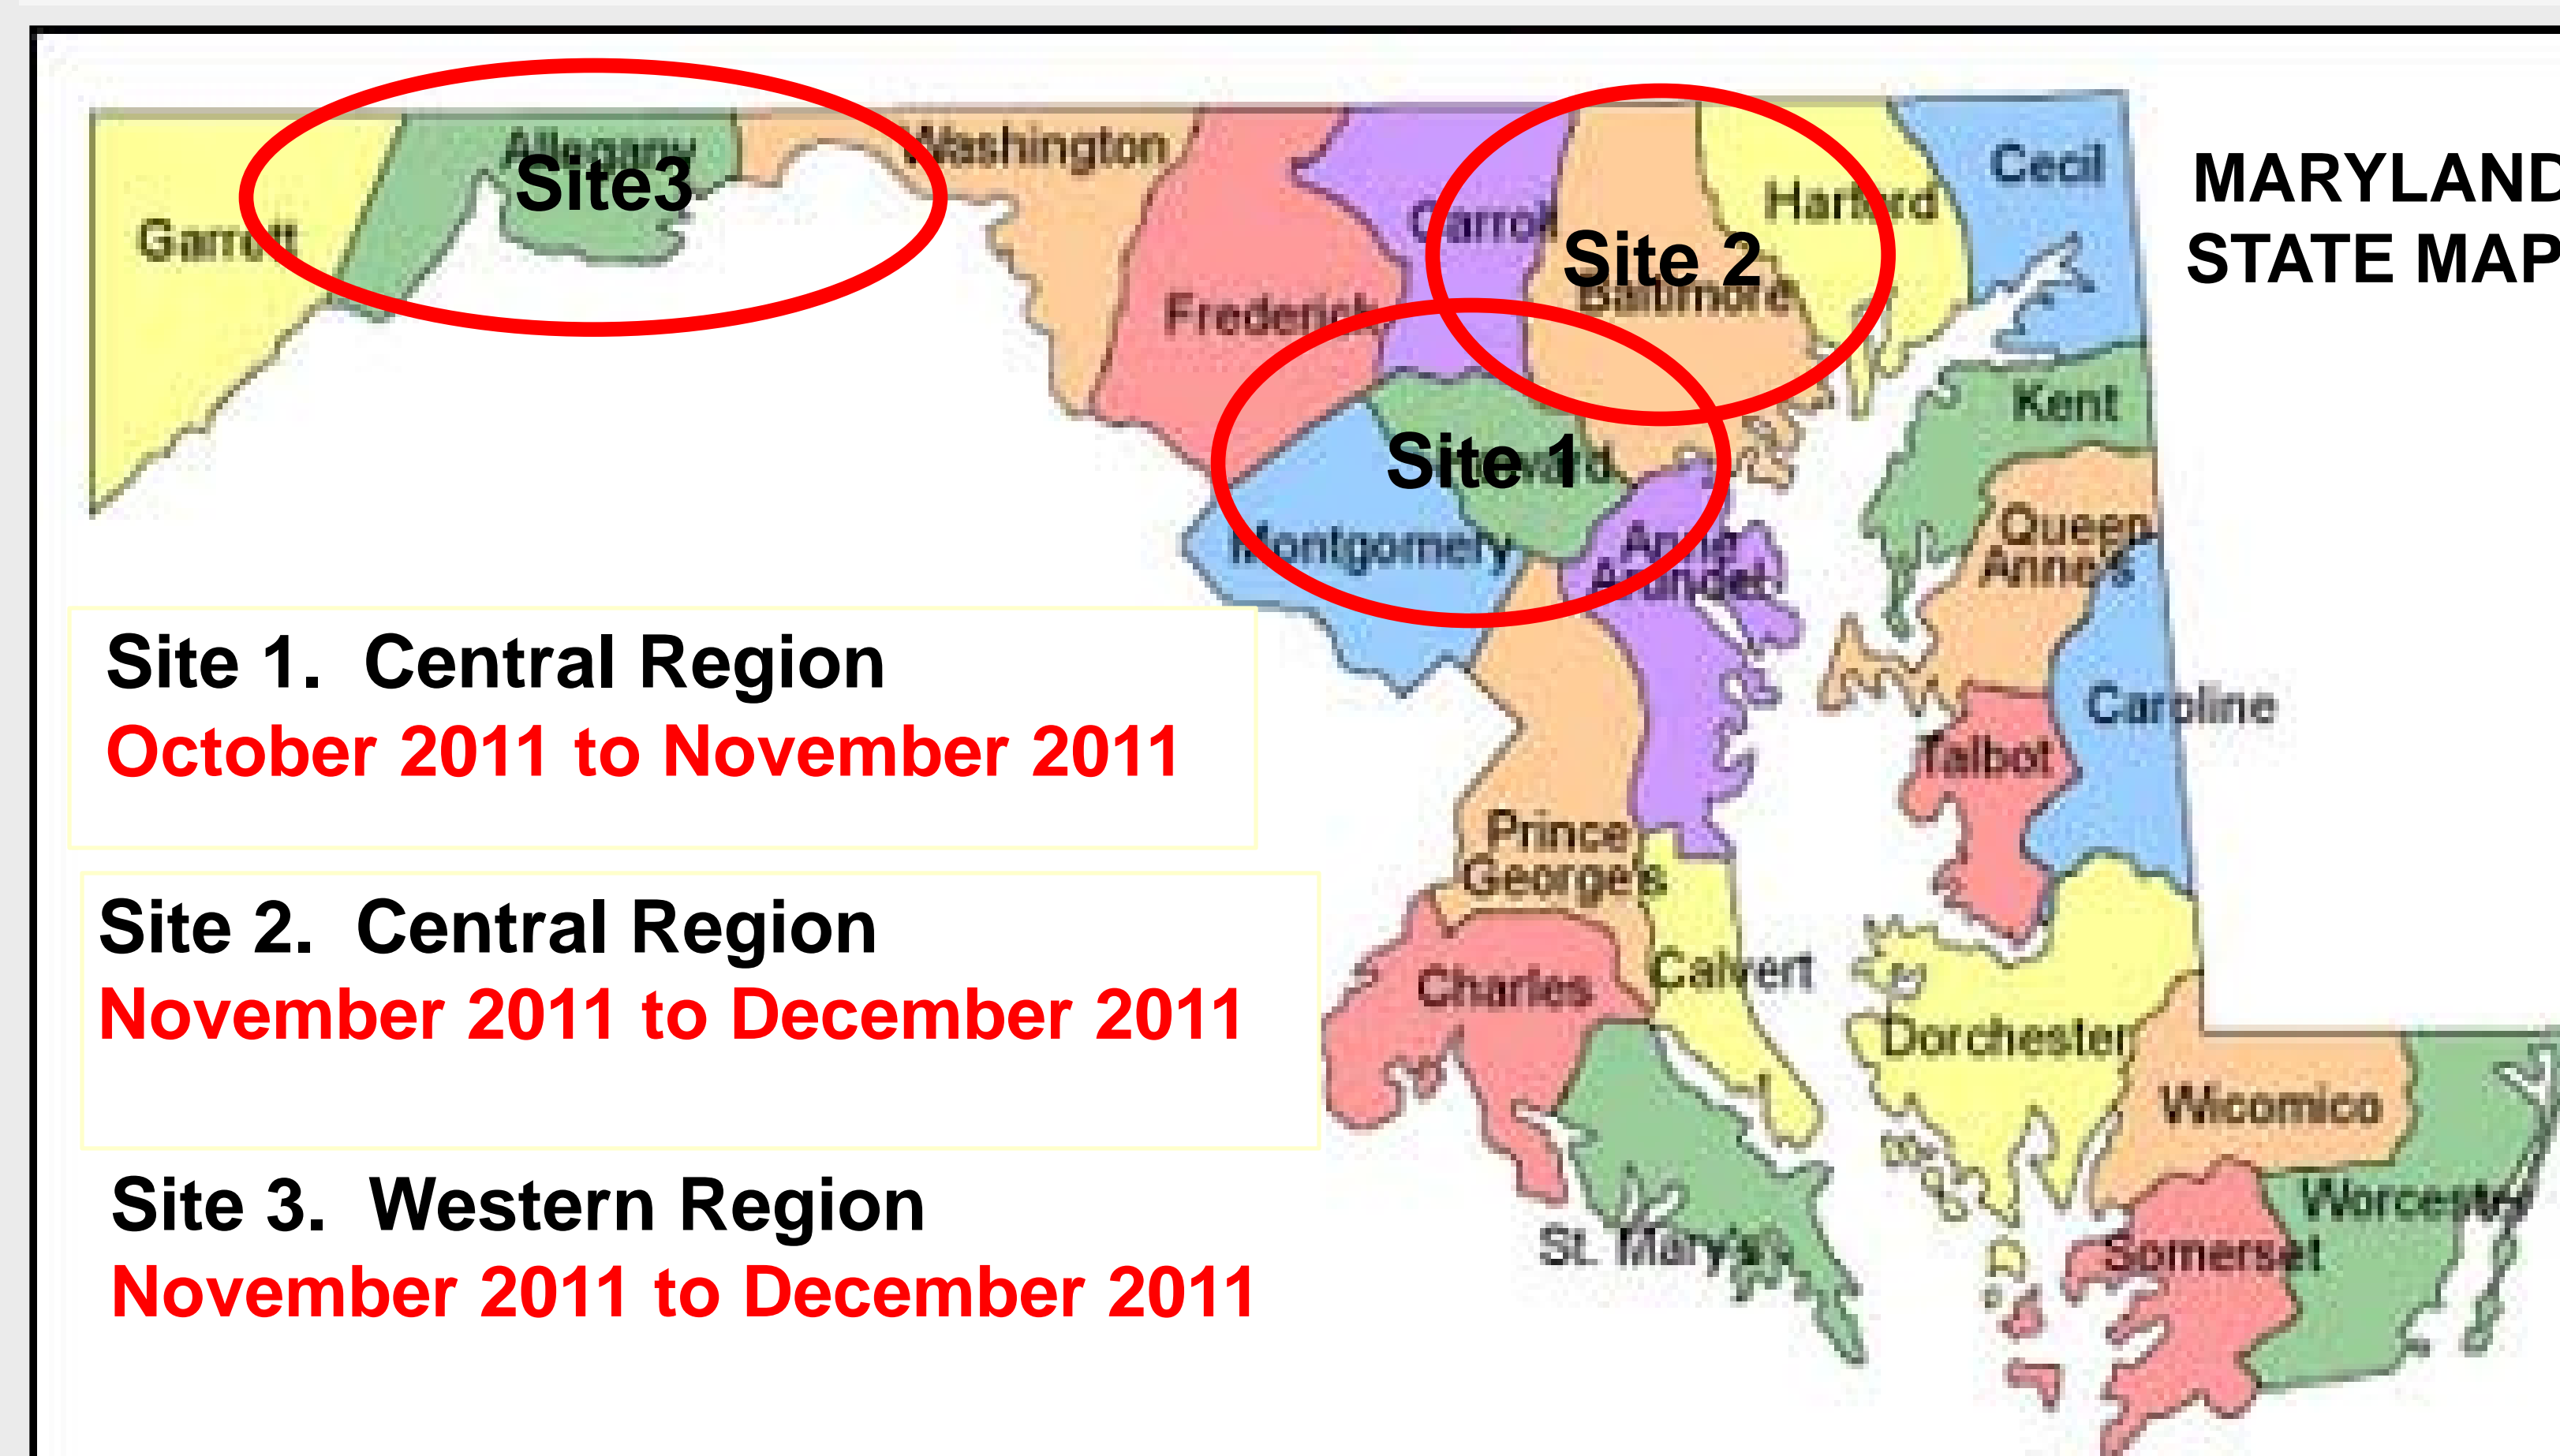 MARYLAND
STATE MAP
Allegany
Site3
Washington
Garrett
Frederick
Carroll
Harford
Cecil
Site 2
Baltimore
Kent
Site 1
Montgomery
Anne
Arundel
Queen
Anne's
Caroline
Talbot
Prince
George's
Charles
Calvert
Dorchester
Wicomico
St. Mary's
Somerset
Site 1. Central Region
October 2011 to November 2011
Site 2. Central Region
November 2011 to December 2011
Site 3. Western Region
November 2011 to December 2011